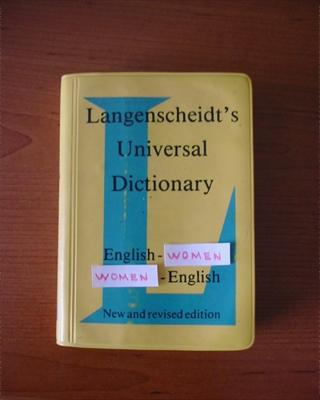 Langenscheidt's
Universal
Dictionary
English-WOMEN
WOMEN-English
New and revised edition